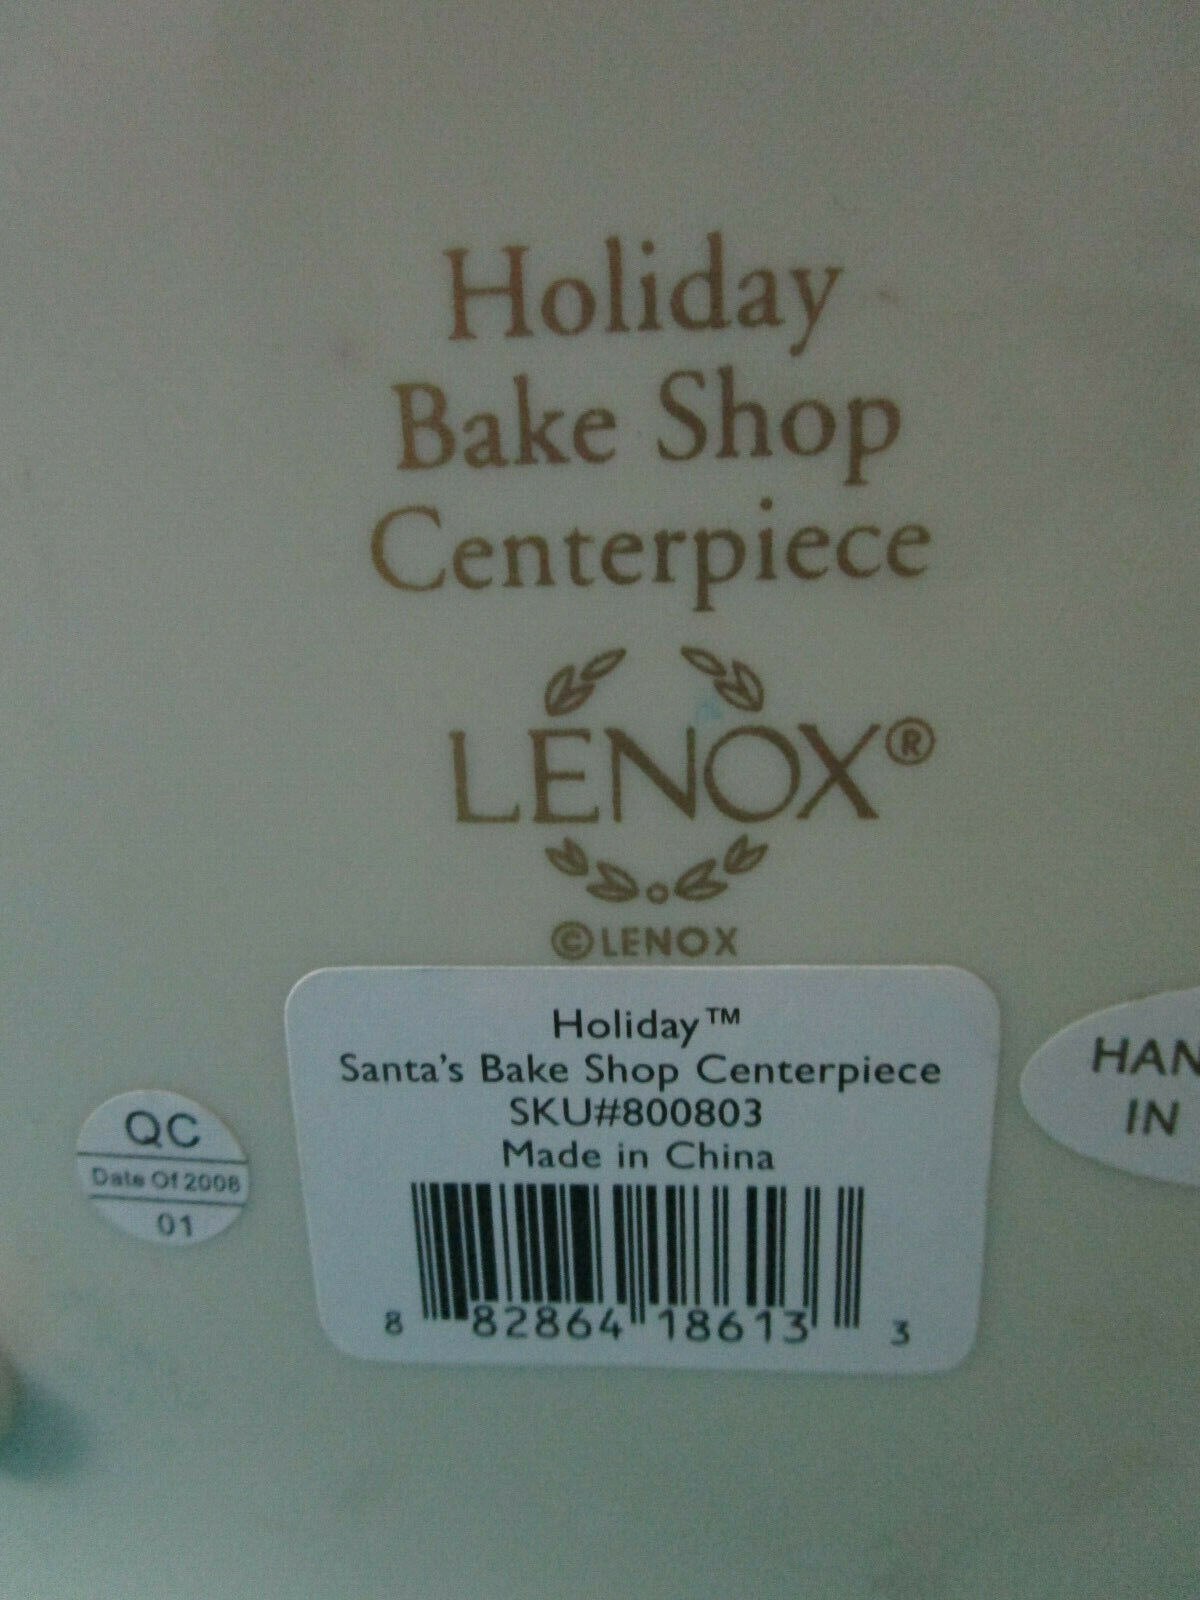 Holiday
Bake Shop
Centerpiece
LENOX®
©LENOX
Holiday™
Santa's Bake Shop Centerpiece
SKU#800803
Made in China
8 82864 18613 3
QC
Date Of 2008
01
HAN
IN